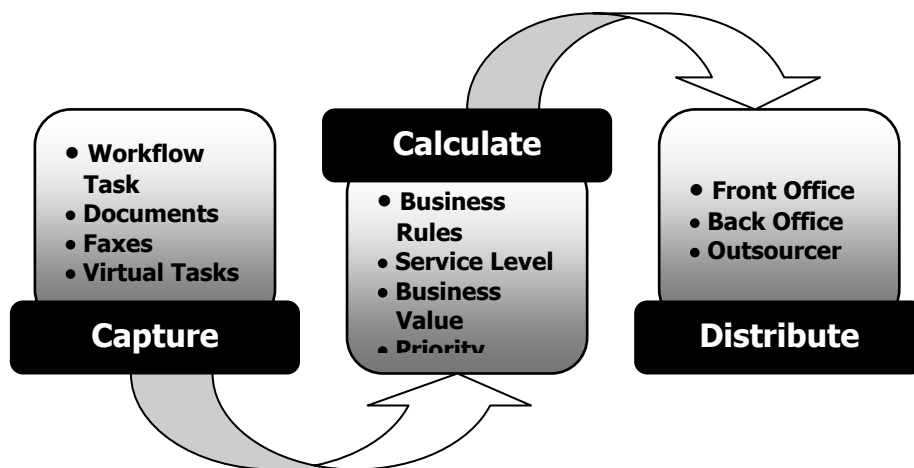 • Workflow
Task
• Documents
• Faxes
• Virtual Tasks
Capture
Calculate
• Business
Rules
• Service Level
• Business
Value
• Priority
• Front Office
• Back Office
• Outsourcer
Distribute